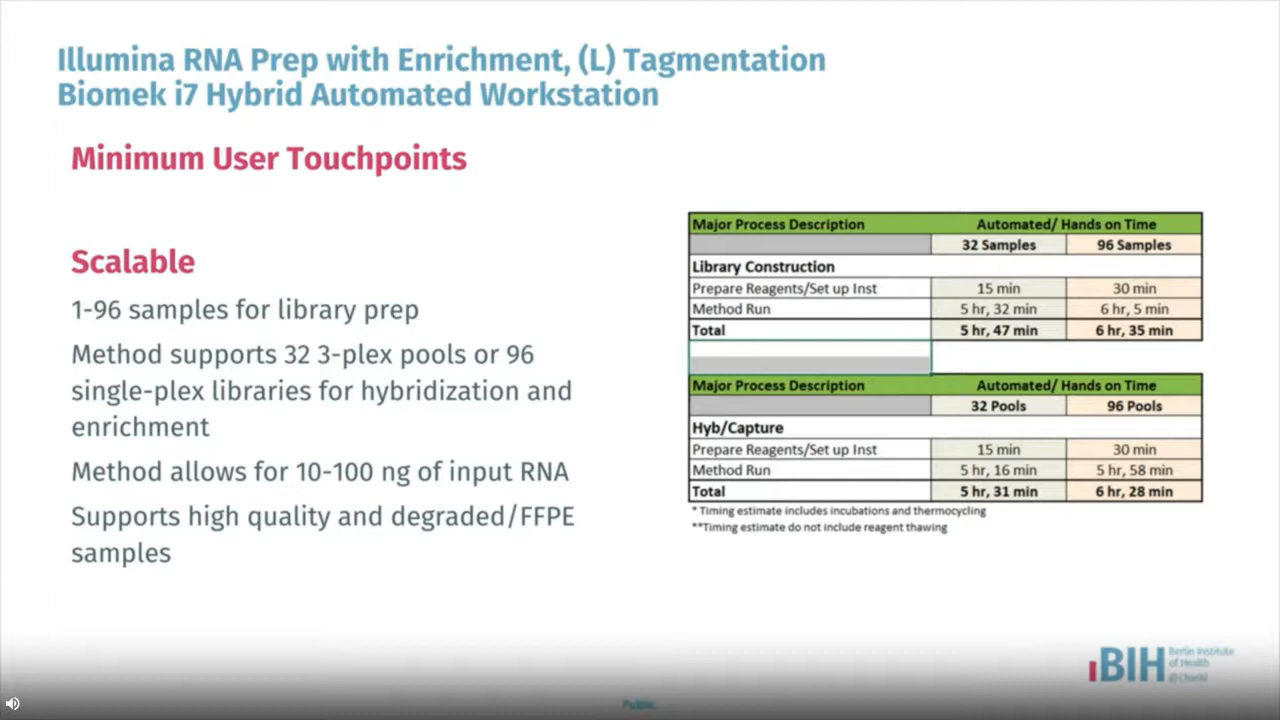 Illumina RNA Prep with Enrichment, (L) Tagmentation
Biomek i7 Hybrid Automated Workstation
Minimum User Touchpoints
Scalable
1-96 samples for library prep
Method supports 32 3-plex pools or 96
single-plex libraries for hybridization and
enrichment
Method allows for 10-100 ng of input RNA
Supports high quality and degraded/FFPE
samples
Major Process Description Automated/ Hands on Time
32 Samples 96 Samples
Library Construction
Prepare Reagents/Set up Inst 15 min 30 min
Method Run 5 hr, 32 min 6 hr, 5 min
Total 5 hr, 47 min 6 hr, 35 min
Major Process Description Automated/ Hands on Time
32 Pools 96 Pools
Hyb/Capture
Prepare Reagents/Set up Inst 15 min 30 min
Method Run 5 hr, 16 min 5 hr, 58 min
Total 5 hr, 31 min 6 hr, 28 min
* Timing estimate includes incubations and thermocycling
**Timing estimate do not include reagent thawing
BIH Berlin Institute
of Health
@Charité
Public